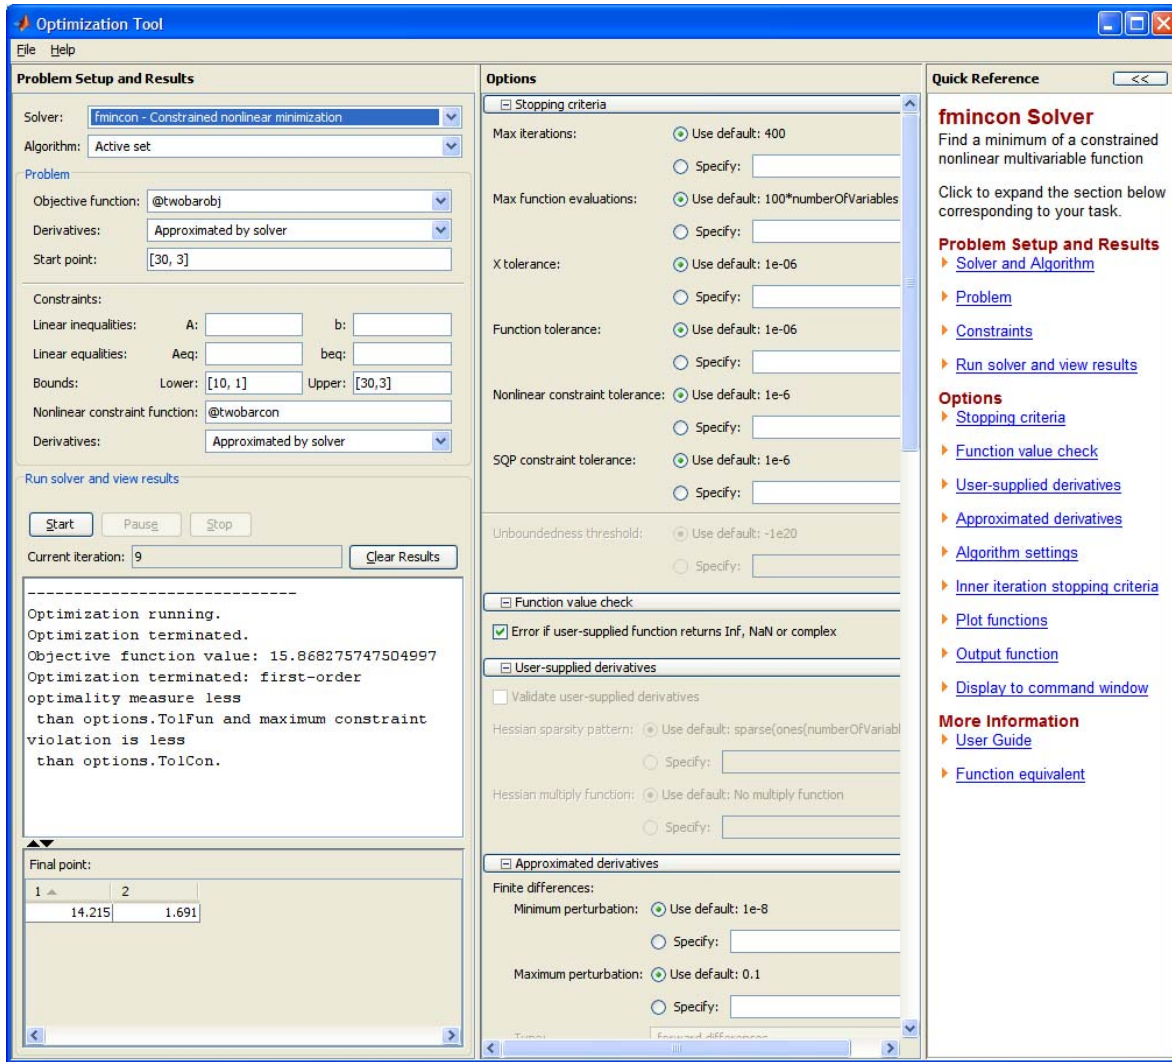 Optimization Tool
File Help
Problem Setup and Results
Solver: fmincon - Constrained nonlinear minimization
Algorithm: Active set
Problem
Objective function: @twobarobj
Derivatives: Approximated by solver
Start point: [30, 3]
Constraints:
Linear inequalities: A: b:
Linear equalities: Aeq: beq:
Bounds: Lower: [10, 1] Upper: [30,3]
Nonlinear constraint function: @twobarcon
Derivatives: Approximated by solver
Run solver and view results
Start Pause Stop
Current iteration: 9 Clear Results
------------------------------
Optimization running.
Optimization terminated.
Objective function value: 15.868275747504997
Optimization terminated: first-order
optimality measure less
than options.TolFun and maximum constraint
violation is less
than options.TolCon.
Final point:
1 2
14.215 1.691
Options
Stopping criteria
Max iterations: Use default: 400
Specify:
Max function evaluations: Use default: 100*numberOfVariables
Specify:
X tolerance: Use default: 1e-06
Specify:
Function tolerance: Use default: 1e-06
Specify:
Nonlinear constraint tolerance: Use default: 1e-6
Specify:
SQP constraint tolerance: Use default: 1e-6
Specify:
Unboundedness threshold: Use default: -1e20
Specify:
Function value check
Error if user-supplied function returns Inf, NaN or complex
User-supplied derivatives
Validate user-supplied derivatives
Hessian sparsity pattern: Use default: sparse(ones(numberOfVariabl
Specify:
Hessian multiply function: Use default: No multiply function
Specify:
Approximated derivatives
Finite differences:
Minimum perturbation: Use default: 1e-8
Specify:
Maximum perturbation: Use default: 0.1
Specify:
Type: forward differences
Quick Reference <<
fmincon Solver
Find a minimum of a constrained
nonlinear multivariable function
Click to expand the section below
corresponding to your task.
Problem Setup and Results
Solver and Algorithm
Problem
Constraints
Run solver and view results
Options
Stopping criteria
Function value check
User-supplied derivatives
Approximated derivatives
Algorithm settings
Inner iteration stopping criteria
Plot functions
Output function
Display to command window
More Information
User Guide
Function equivalent